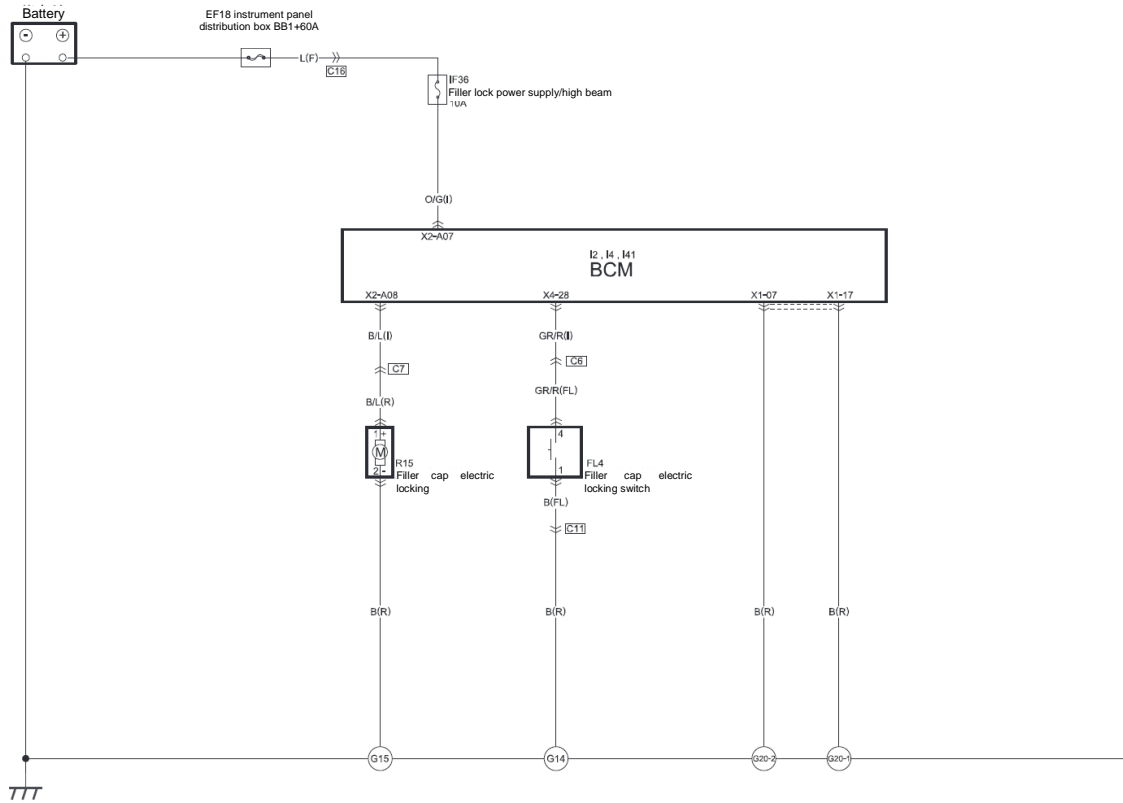 Battery
- +
EF18 instrument panel
distribution box BB1+60A
L(F)
C16
IF36
Filler lock power supply/high beam
10A
O/G(I)
X2-A07
I2 , I4 , I41
BCM
X2-A08 X4-28 X1-07 X1-17
B/L(I) GR/R(I)
C7 C6
B/L(R) GR/R(FL)
1 +
M
2 -
R15
Filler cap electric
locking
4
1
FL4
Filler cap electric
locking switch
B(FL)
C11
B(R) B(R) B(R) B(R)
G15 G14 G20-2 G20-1